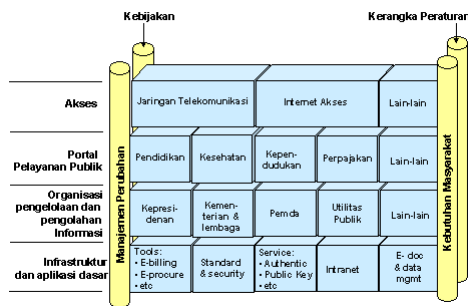 Kebijakan
Kerangka Peraturan
Akses
Jaringan Telekomunikasi
Internet Akses
Lain-lain
Portal
Pelayanan Publik
Pendidikan
Kesehatan
Kepen-
dudukan
Perpajakan
Lain-lain
Organisasi
pengelolaan dan
pengolahan
Informasi
Kepresi-
denan
Kemen-
terian &
lembaga
Pemda
Utilitas
Publik
Lain-lain
Infrastruktur
dan aplikasi dasar
Tools:
• E-billing
• E-procure
• etc
Standard
& security
Service:
• Authentic
• Public Key
• etc
Intranet
E- doc
& data
mgmt
Manajemen Perubahan
Kebutuhan Masyarakat